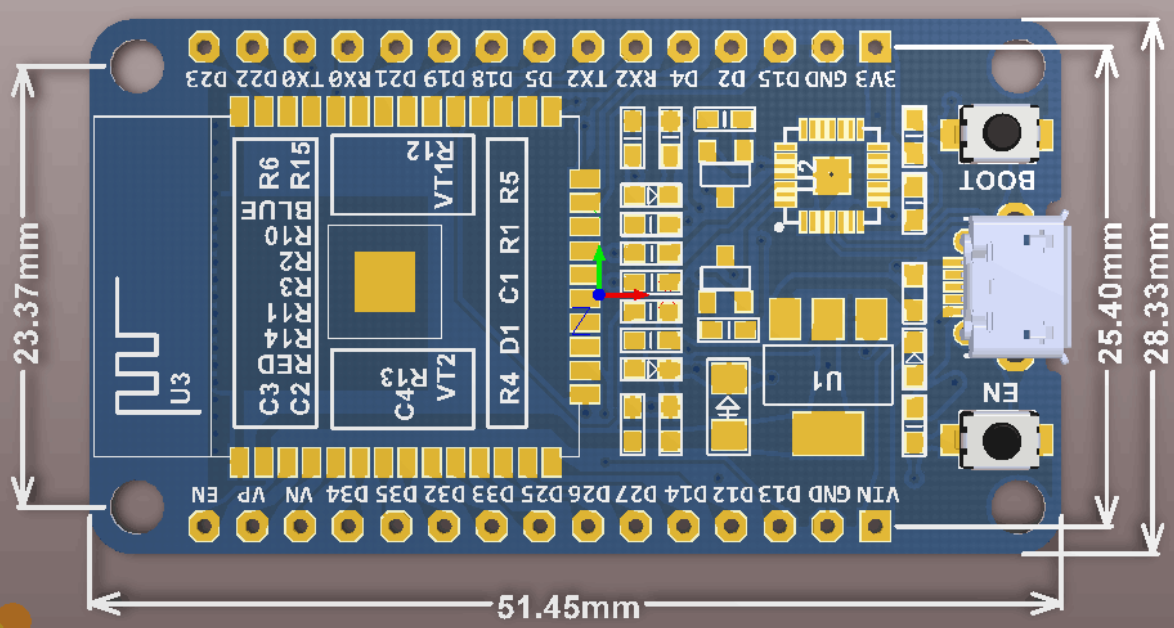 D23 D22 TX0 RX0 D21 D19 D18 D5 TX2 RX2 D4 D2 D15 GND 3V3
BOOT
R6 R15
BLUE
R10
R2
R3
R11
R14
RED
C3 C2
R12
VT1
R13
C4 VT2
R5
R1
C1
D1
R4
U3
2
Z
U1
EN
EN VP VN D34 D35 D32 D33 D25 D26 D27 D14 D12 D13 GND VIN
23.37mm
25.40mm
28.33mm
51.45mm